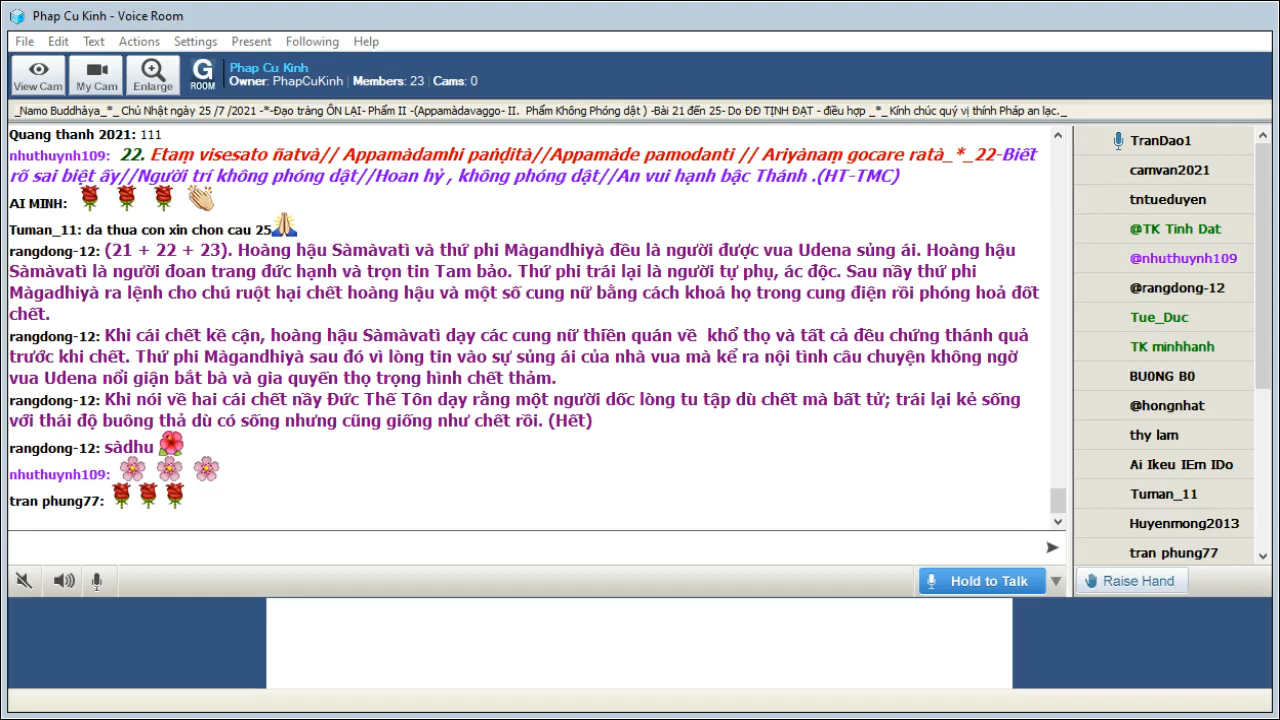 Phap Cu Kinh - Voice Room
File Edit Text Actions Settings Present Following Help
View Cam My Cam Enlarge G ROOM
Phap Cu Kinh
Owner: PhapCuKinh | Members: 23 | Cams: 0
_Namo Buddhàya_*_ Chủ Nhật ngày 25 /7 /2021 -*-Đạo tràng ÔN LẠI- Phẩm II -(Appamàdavaggo- II. Phẩm Không Phóng dật ) -Bài 21 đến 25- Do ĐĐ TỊNH ĐẠT - điều hợp _*_Kính chúc quý vị thính Pháp an lạc._
Quang thanh 2021: 111
nhuthuynh109: 22. Etaṃ visesato ñatvà// Appamàdamhi paṇḍità//Appamàde pamodanti // Ariyànaṃ gocare ratà_*_22-Biết
rõ sai biệt ấy//Người trí không phóng dật//Hoan hỷ , không phóng dật//An vui hạnh bậc Thánh .(HT-TMC)
AI MINH:
Tuman_11: da thua con xin chon cau 25
rangdong-12: (21 + 22 + 23). Hoàng hậu Sàmàvatì và thứ phi Màgandhiyà đều là người được vua Udena sủng ái. Hoàng hậu
Sàmàvatì là người đoan trang đức hạnh và trọn tin Tam bảo. Thứ phi trái lại là người tự phụ, ác độc. Sau nầy thứ phi
Màgadhiyà ra lệnh cho chú ruột hại chết hoàng hậu và một số cung nữ bằng cách khoá họ trong cung điện rồi phóng hoả đốt
chết.
rangdong-12: Khi cái chết kề cận, hoàng hậu Sàmàvatì dạy các cung nữ thiền quán về khổ thọ và tất cả đều chứng thánh quả
trước khi chết. Thứ phi Màgandhiyà sau đó vì lòng tin vào sự sủng ái của nhà vua mà kể ra nội tình câu chuyện không ngờ
vua Udena nổi giận bắt bà và gia quyến thọ trọng hình chết thảm.
rangdong-12: Khi nói về hai cái chết nầy Đức Thế Tôn dạy rằng một người dốc lòng tu tập dù chết mà bất tử; trái lại kẻ sống
với thái độ buông thả dù có sống nhưng cũng giống như chết rồi. (Hết)
rangdong-12: sàdhu
nhuthuynh109:
tran phung77:
TranDao1
camvan2021
tntueduyen
@TK Tinh Dat
@nhuthuynh109
@rangdong-12
Tue_Duc
TK minhhanh
BU0NG B0
@hongnhat
thy lam
Ai Ikeu IEm IDo
Tuman_11
Huyenmong2013
tran phung77
Hold to Talk
Raise Hand